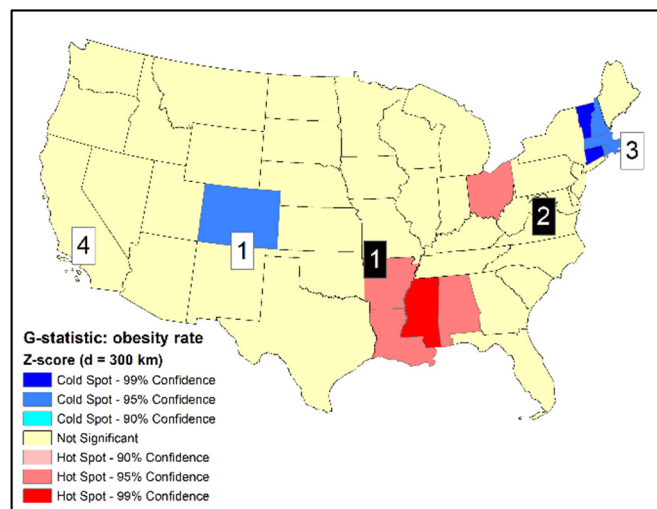 3
2
4
1
1
G-statistic: obesity rate
Z-score (d = 300 km)
Cold Spot - 99% Confidence
Cold Spot - 95% Confidence
Cold Spot - 90% Confidence
Not Significant
Hot Spot - 90% Confidence
Hot Spot - 95% Confidence
Hot Spot - 99% Confidence